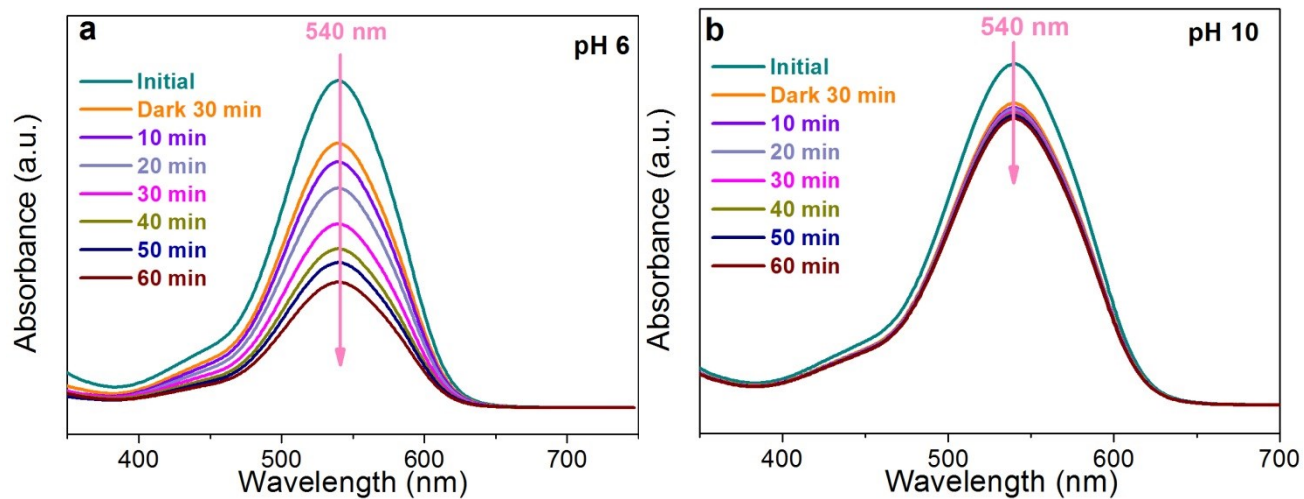 a
540 nm
pH 6
Initial
Dark 30 min
10 min
20 min
30 min
40 min
50 min
60 min
Absorbance (a.u.)
400 500 600 700
Wavelength (nm)
b
540 nm
pH 10
Initial
Dark 30 min
10 min
20 min
30 min
40 min
50 min
60 min
Absorbance (a.u.)
400 500 600 700
Wavelength (nm)